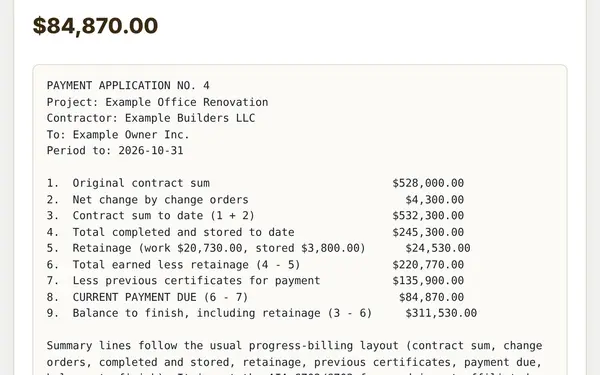 $84,870.00
PAYMENT APPLICATION NO. 4
Project: Example Office Renovation
Contractor: Example Builders LLC
To: Example Owner Inc.
Period to: 2026-10-31
1. Original contract sum $528,000.00
2. Net change by change orders $4,300.00
3. Contract sum to date (1 + 2) $532,300.00
4. Total completed and stored to date $245,300.00
5. Retainage (work $20,730.00, stored $3,800.00) $24,530.00
6. Total earned less retainage (4 - 5) $220,770.00
7. Less previous certificates for payment $135,900.00
8. CURRENT PAYMENT DUE (6 - 7) $84,870.00
9. Balance to finish, including retainage (3 - 6) $311,530.00
Summary lines follow the usual progress-billing layout (contract sum, change
orders, completed and stored, retainage, previous certificates, payment due,